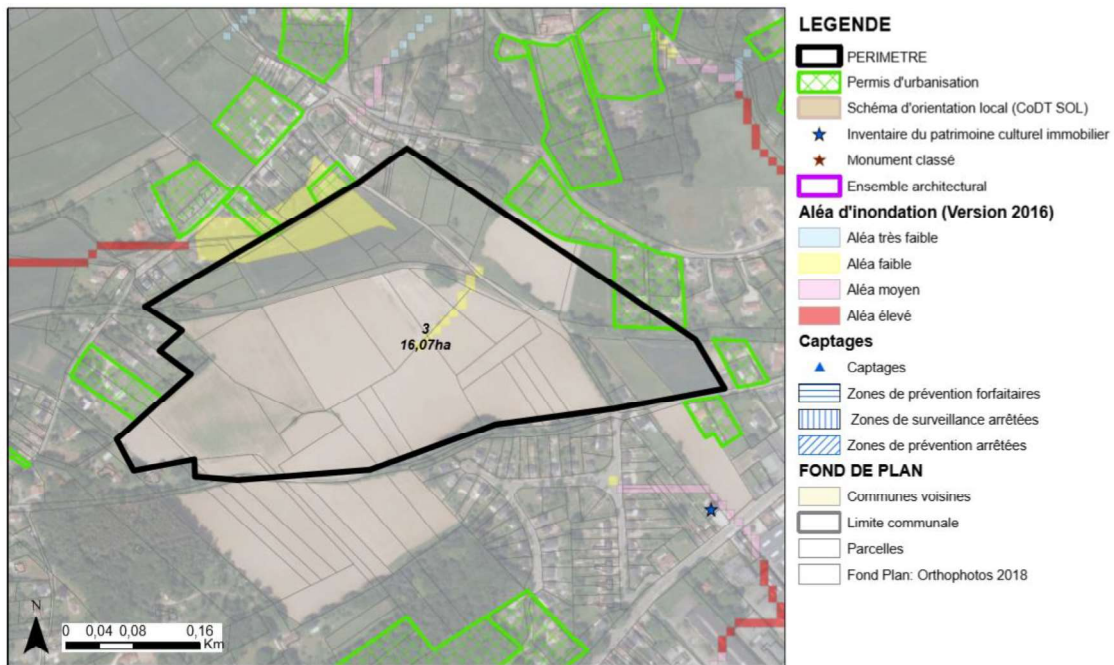 3
16,07ha
N
0 0,04 0,08 0,16
Km
LEGENDE
PERIMETRE
Permis d'urbanisation
Schéma d'orientation local (CoDT SOL)
Inventaire du patrimoine culturel immobilier
Monument classé
Ensemble architectural
Aléa d'inondation (Version 2016)
Aléa très faible
Aléa faible
Aléa moyen
Aléa élevé
Captages
Captages
Zones de prévention forfaitaires
Zones de surveillance arrêtées
Zones de prévention arrêtées
FOND DE PLAN
Communes voisines
Limite communale
Parcelles
Fond Plan: Orthophotos 2018